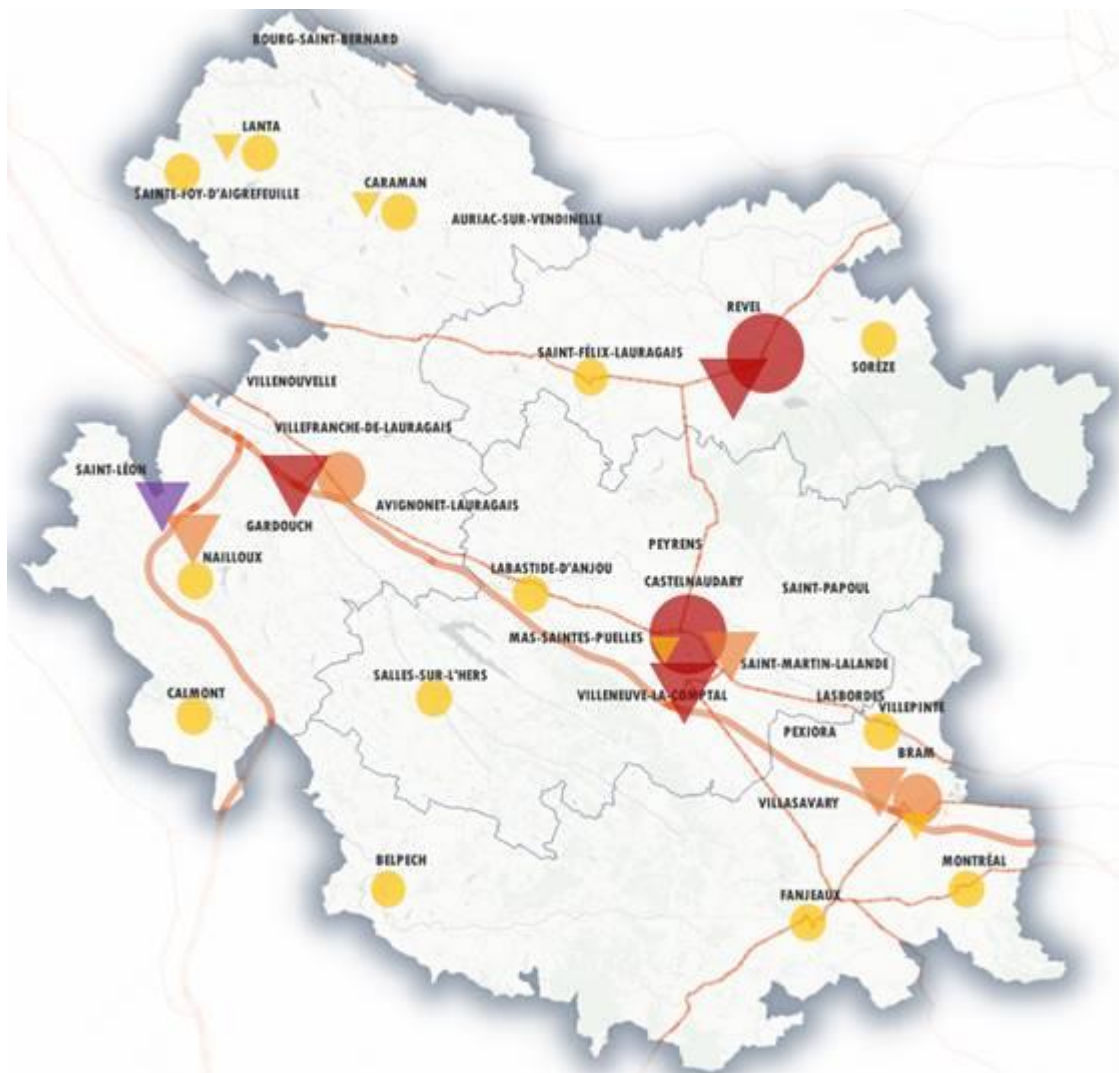 BOURG-SAINT-BERNARD
LANTA
SAINTE-FOY-D'AIGREFEUILLE
CARAMAN
AURIAC-SUR-VENDINELLE
REVEL
SAINT-FÉLIX-LAURAGAIS
SORÈZE
VILLENOUVELLE
VILLEFRANCHE-DE-LAURAGAIS
SAINT-LÉON
AVIGNONET-LAURAGAIS
GARDOUCH
NAILLOUX
PEYRENS
LABASTIDE-D'ANJOU
CASTELNAUDARY
SAINT-PAPOUL
MAS-SAINTES-PUELLES
SAINT-MARTIN-LALANDE
SALLES-SUR-L'HERS
CALMONT
VILLENEUVE-LA-COMPTAL
LASBORDES
VILLEPINTE
PEXIORA
BRAM
VILLASAVARY
BELPECH
MONTRÉAL
FANJEAUX